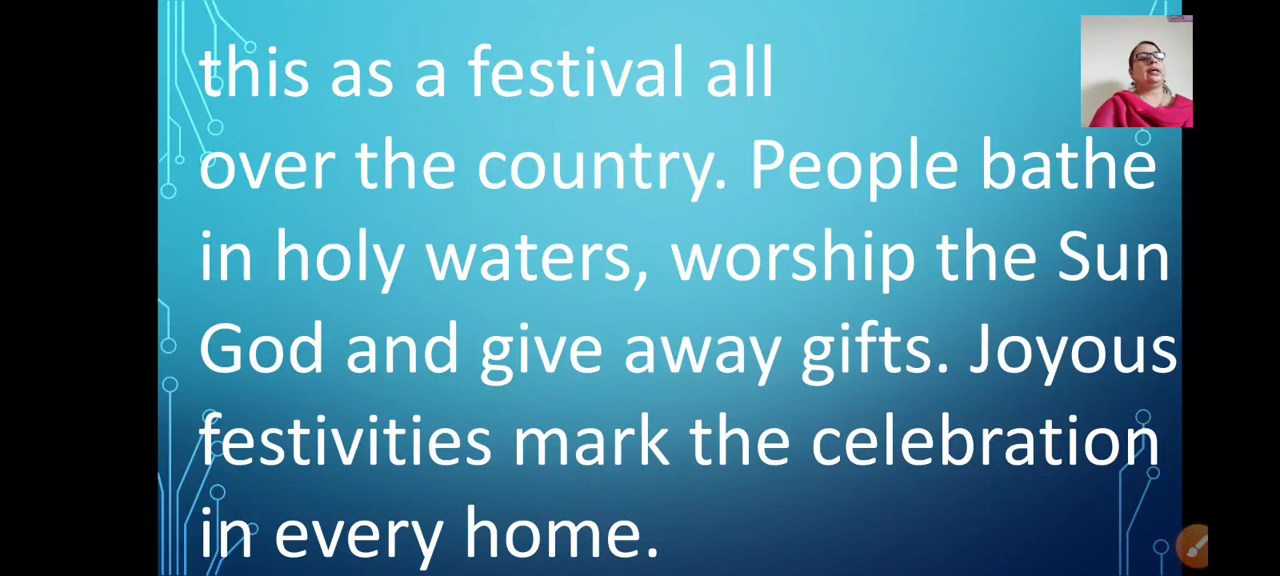 this as a festival all
over the country. People bathe
in holy waters, worship the Sun
God and give away gifts. Joyous
festivities mark the celebration
in every home.